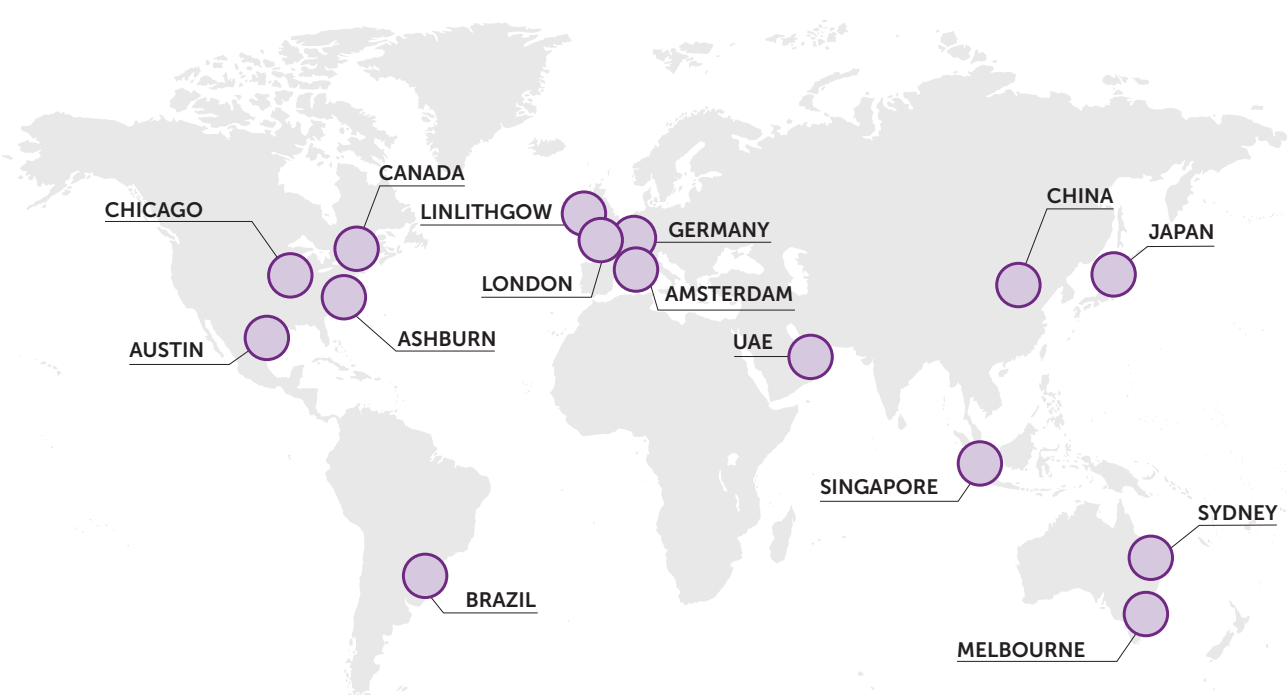 CANADA
CHICAGO
LINLITHGOW
CHINA
GERMANY
JAPAN
LONDON
AMSTERDAM
AUSTIN
ASHBURN
UAE
SINGAPORE
SYDNEY
BRAZIL
MELBOURNE